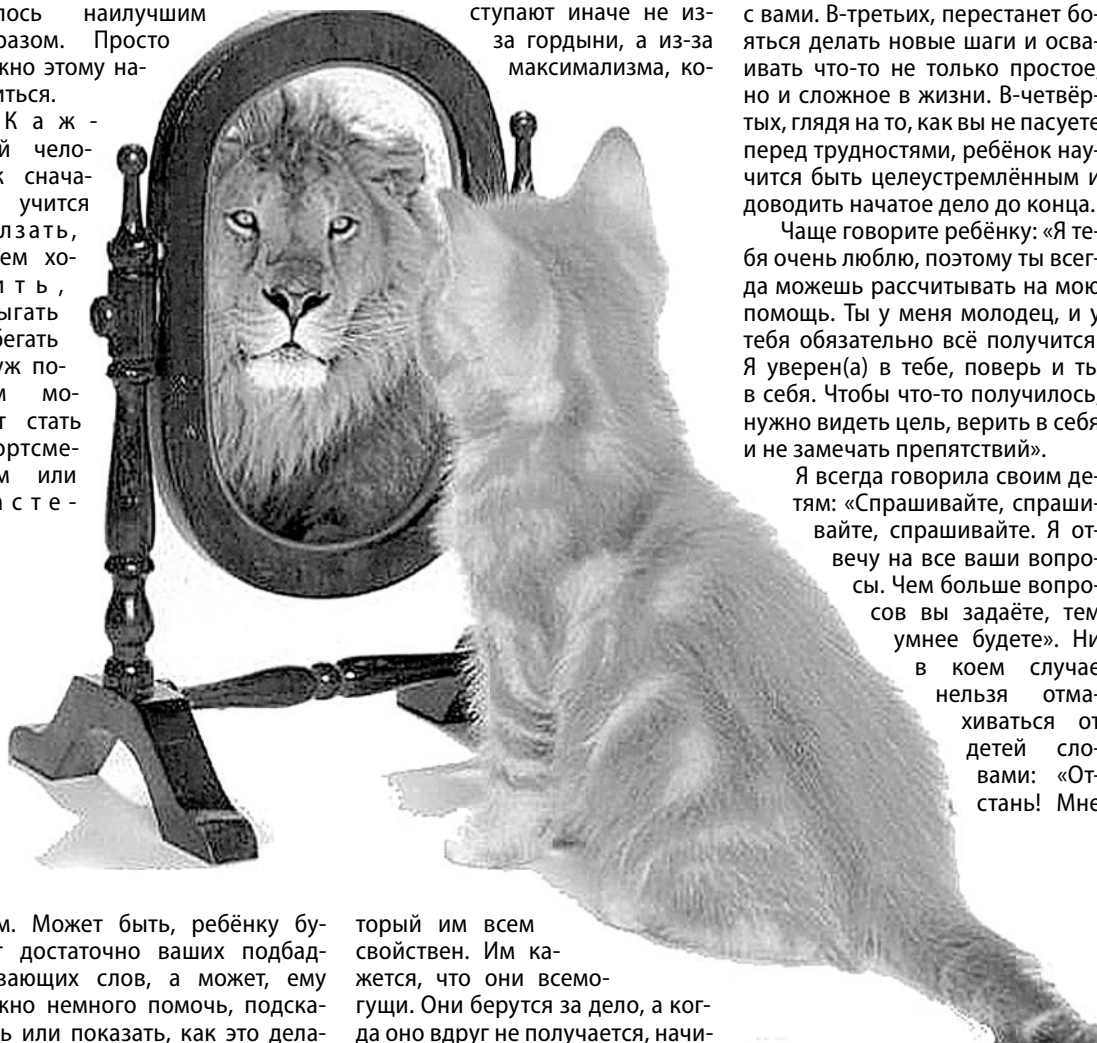 лось наилучшим
разом. Просто
жно этому на-
иться.
Каж-
й чело-
к снача-
учится
лзать,
ем хо-
ить,
ыгать
бегать
уж по-
м мо-
т стать
ортсме-
м или
асте-
м. Может быть, ребёнку бу-
т достаточно ваших подбад-
вающих слов, а может, ему
жно немного помочь, подска-
ь или показать, как это дела-
ступают иначе не из-
за гордыни, а из-за
максимализма, ко-
торый им всем
свойствен. Им ка-
жется, что они всемо-
гущи. Они берутся за дело, а ког-
да оно вдруг не получается, начи-
с вами. В-третьих, перестанет бо-
яться делать новые шаги и осва-
ивать что-то не только простое,
но и сложное в жизни. В-четвёр-
тых, глядя на то, как вы не пасуете
перед трудностями, ребёнок нау-
чится быть целеустремлённым и
доводить начатое дело до конца.
Чаще говорите ребёнку: «Я те-
бя очень люблю, поэтому ты всег-
да можешь рассчитывать на мою
помощь. Ты у меня молодец, и у
тебя обязательно всё получится.
Я уверен(а) в тебе, поверь и ты
в себя. Чтобы что-то получилось,
нужно видеть цель, верить в себя
и не замечать препятствий».
Я всегда говорила своим де-
тям: «Спрашивайте, спраши-
вайте, спрашивайте. Я от-
вечу на все ваши вопро-
сы. Чем больше вопро-
сов вы задаёте, тем
умнее будете». Ни
в коем случае
нельзя отма-
хиваться от
детей сло-
вами: «От-
стань! Мне